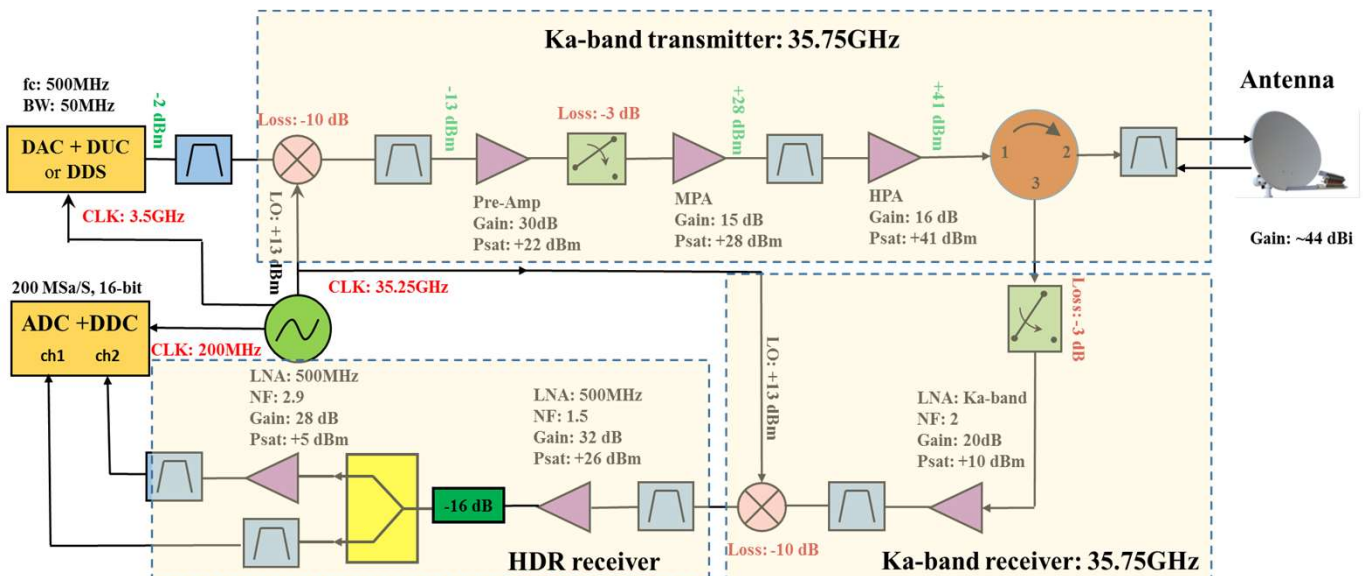 Ka-band transmitter: 35.75GHz
fc: 500MHz
BW: 50MHz
-2 dBm
DAC + DUC
or DDS
Loss: -10 dB
-13 dBm
Loss: -3 dB
+28 dBm
+41 dBm
1
2
3
Antenna
Gain: ~44 dBi
Pre-Amp
Gain: 30dB
Psat: +22 dBm
MPA
Gain: 15 dB
Psat: +28 dBm
HPA
Gain: 16 dB
Psat: +41 dBm
CLK: 3.5GHz
LO: +13 dBm
CLK: 35.25GHz
200 MSa/S, 16-bit
ADC +DDC
ch1
ch2
CLK: 200MHz
LNA: 500MHz
NF: 2.9
Gain: 28 dB
Psat: +5 dBm
LNA: 500MHz
NF: 1.5
Gain: 32 dB
Psat: +26 dBm
-16 dB
HDR receiver
LO: +13 dBm
Loss: -3 dB
LNA: Ka-band
NF: 2
Gain: 20dB
Psat: +10 dBm
Loss: -10 dB
Ka-band receiver: 35.75GHz